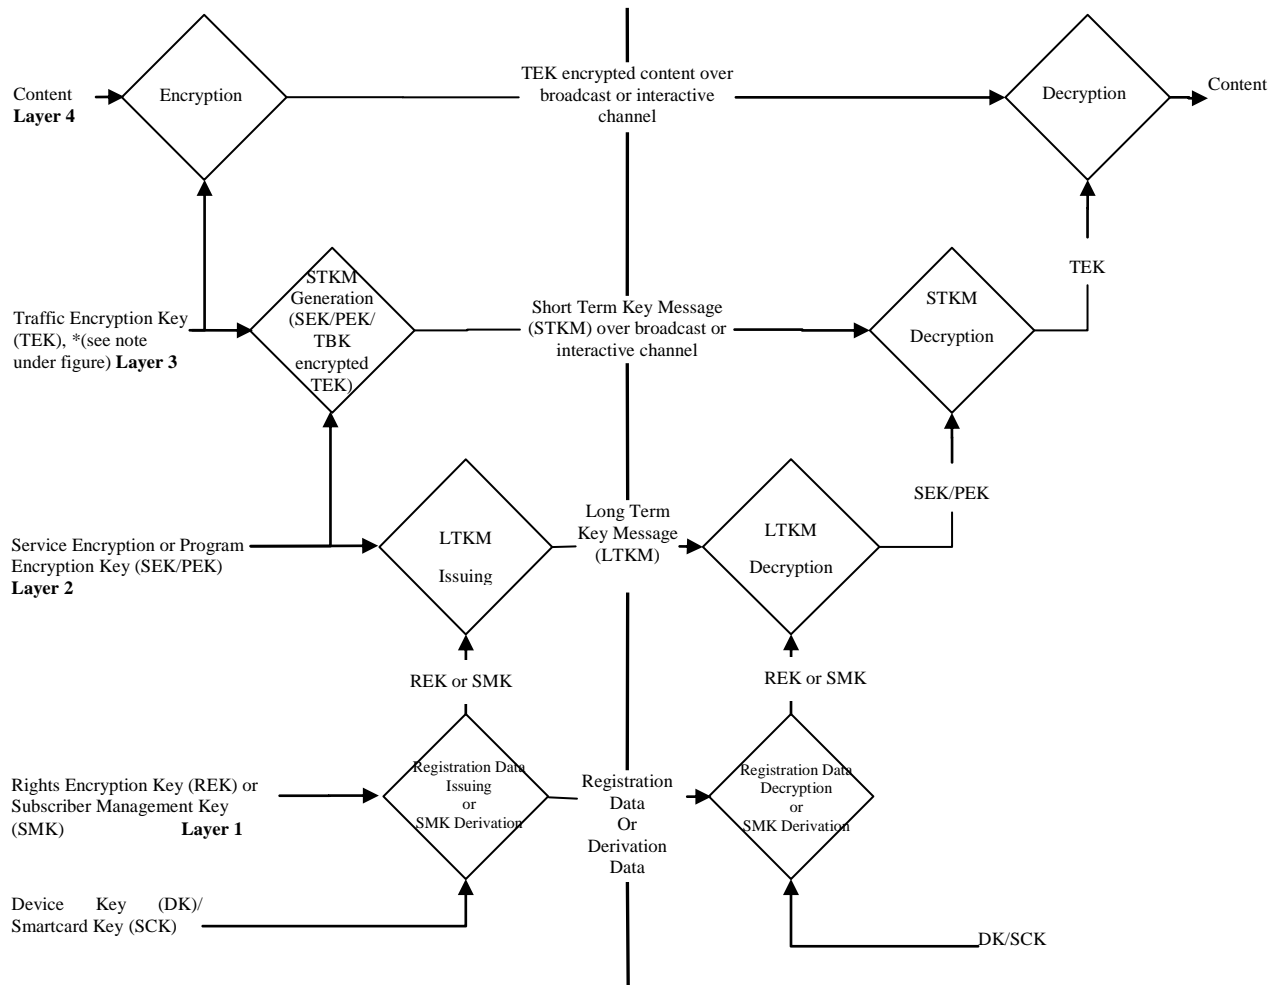 Content
Layer 4
Encryption
TEK encrypted content over
broadcast or interactive
channel
Decryption
Content
TEK
Traffic Encryption Key
(TEK), *(see note
under figure) Layer 3
STKM
Generation
(SEK/PEK/
TBK
encrypted
TEK)
Short Term Key Message
(STKM) over broadcast or
interactive channel
STKM
Decryption
SEK/PEK
Service Encryption or Program
Encryption Key (SEK/PEK)
Layer 2
LTKM
Issuing
Long Term
Key Message
(LTKM)
LTKM
Decryption
REK or SMK
REK or SMK
Rights Encryption Key (REK) or
Subscriber Management Key
(SMK) Layer 1
Registration Data
Issuing
or
SMK Derivation
Registration
Data
Or
Derivation
Data
Registration Data
Decryption
or
SMK Derivation
Device Key (DK)/
Smartcard Key (SCK)
DK/SCK